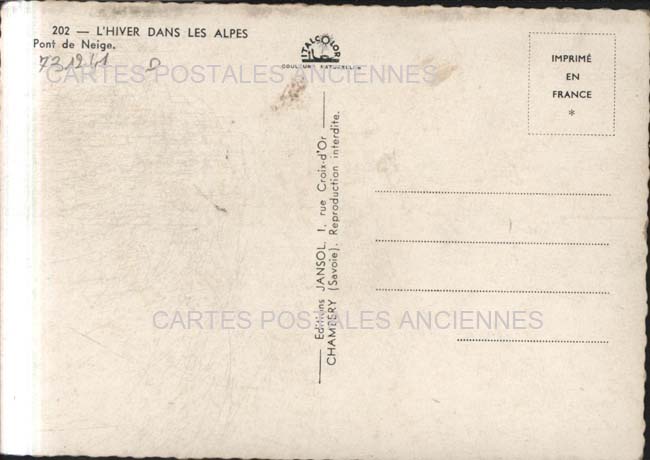 202 — L'HIVER DANS LES ALPES
Pont de Neige.
731241 D
CARTES POSTALES ANCIENNES
ITALCOLOR
COULEURS NATURELLES
IMPRIMÉ
EN
FRANCE
*
Editions JANSOL, 1, rue Croix-d'Or
CHAMBERY (Savoie). Reproduction interdite.
CARTES POSTALES ANCIENNES